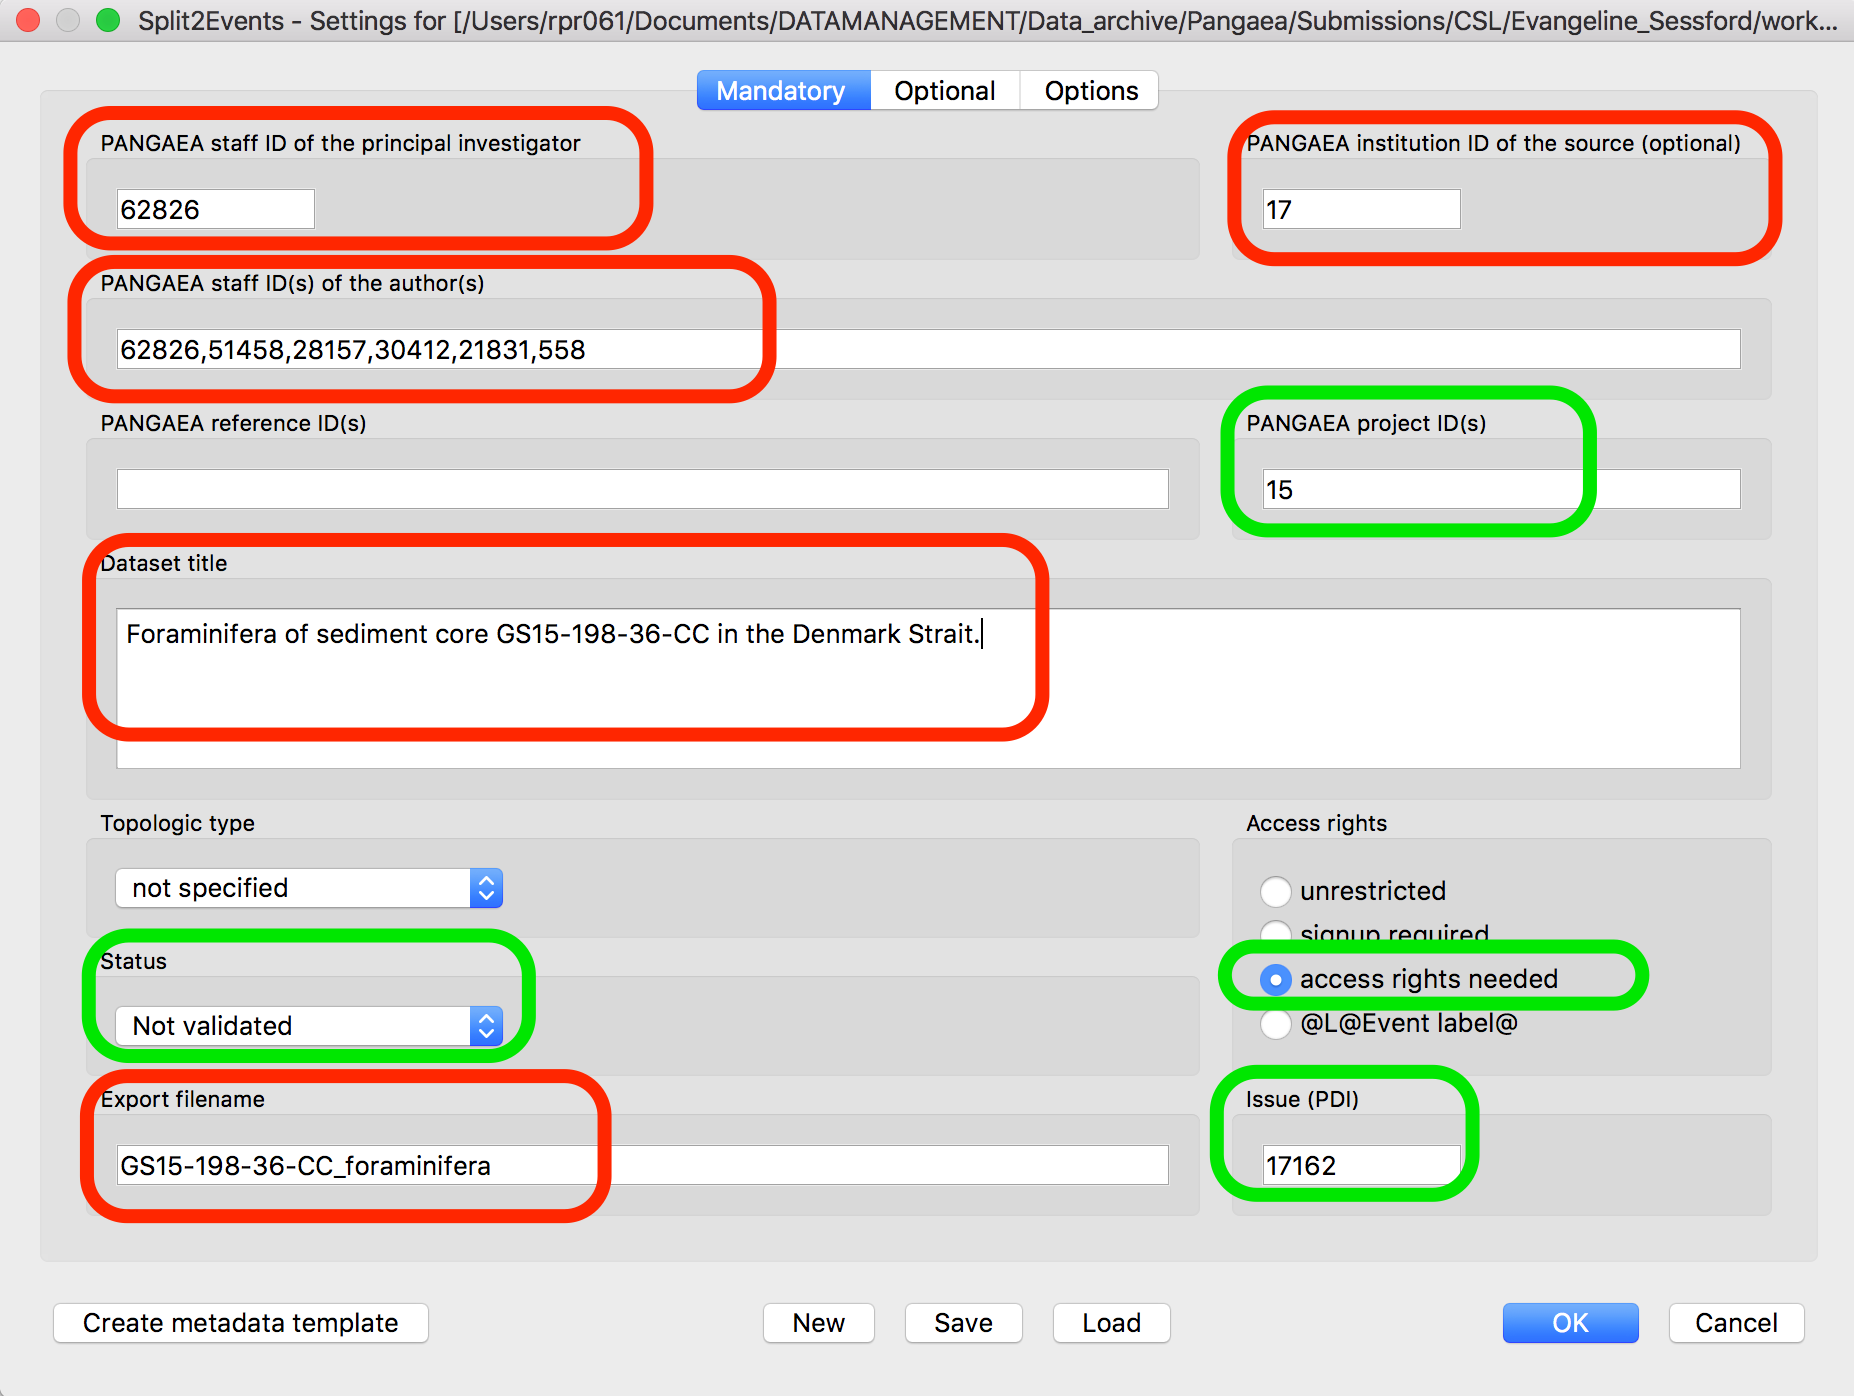 Split2Events - Settings for [/Users/rpr061/Documents/DATAMANAGEMENT/Data_archive/Pangaea/Submissions/CSL/Evangeline_Sessford/work...
Mandatory Optional Options
PANGAEA staff ID of the principal investigator
PANGAEA institution ID of the source (optional)
62826
17
PANGAEA staff ID(s) of the author(s)
62826,51458,28157,30412,21831,558
PANGAEA reference ID(s)
PANGAEA project ID(s)
15
Dataset title
Foraminifera of sediment core GS15-198-36-CC in the Denmark Strait.
Topologic type
not specified
Access rights
unrestricted
signup required
access rights needed
@L@Event label@
Status
Not validated
Export filename
GS15-198-36-CC_foraminifera
Issue (PDI)
17162
Create metadata template New Save Load OK Cancel